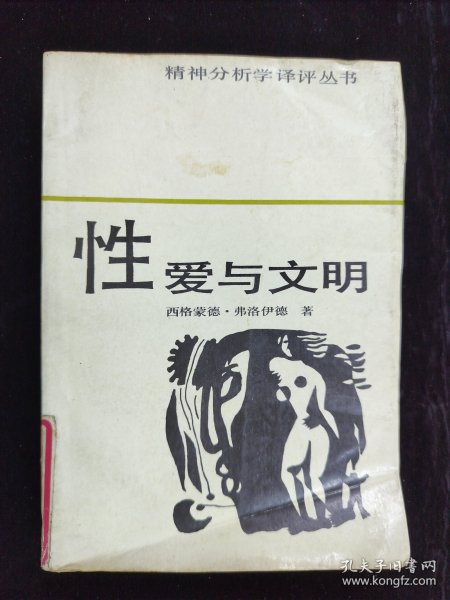 精神分析学译评丛书
性爱与文明
西格蒙德·弗洛伊德 著
孔夫子旧书网
www.kongfz.com